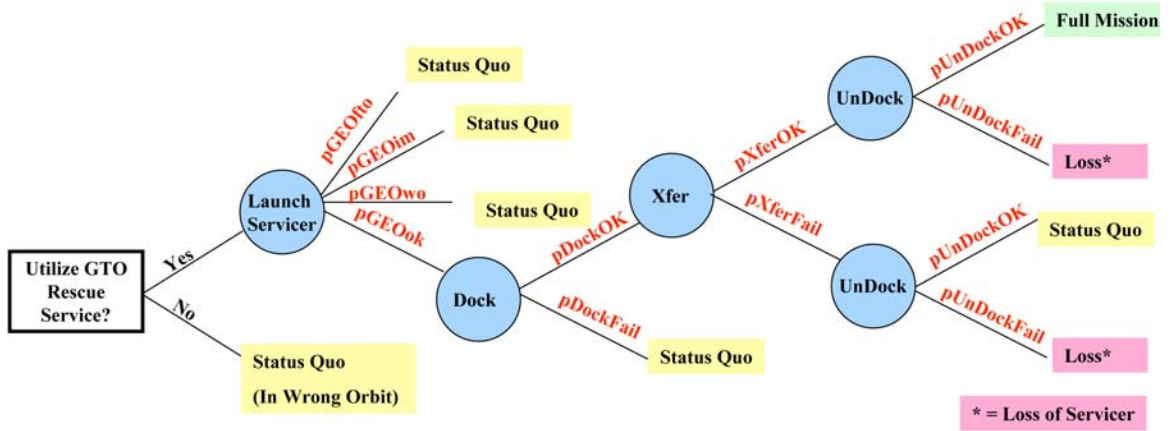 Utilize GTO
Rescue
Service?
Yes
No
Status Quo
(In Wrong Orbit)
Launch
Servicer
pGEOfto
Status Quo
pGEOim
Status Quo
pGEOwo
Status Quo
pGEOok
Dock
pDockOK
pDockFail
Status Quo
Xfer
pXferOK
pXferFail
UnDock
pUnDockOK
Full Mission
pUnDockFail
Loss*
UnDock
pUnDockOK
Status Quo
pUnDockFail
Loss*
* = Loss of Servicer